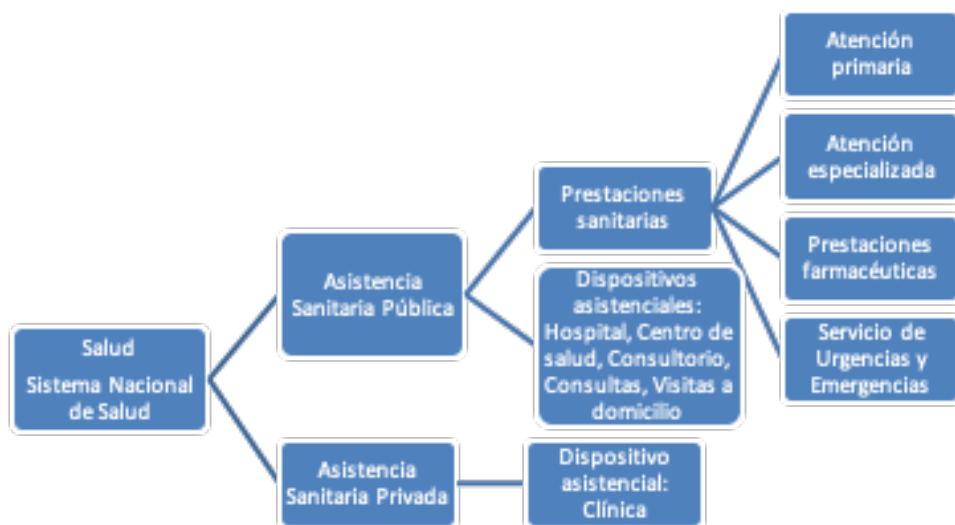 Salud
Sistema Nacional
de Salud
Asistencia
Sanitaria Pública
Prestaciones
sanitarias
Atención
primaria
Atención
especializada
Prestaciones
farmacéuticas
Servicio de
Urgencias y
Emergencias
Dispositivos
asistenciales:
Hospital, Centro de
salud, Consultorio,
Consultas, Visitas a
domicilio
Asistencia
Sanitaria Privada
Dispositivo
asistencial:
Clínica